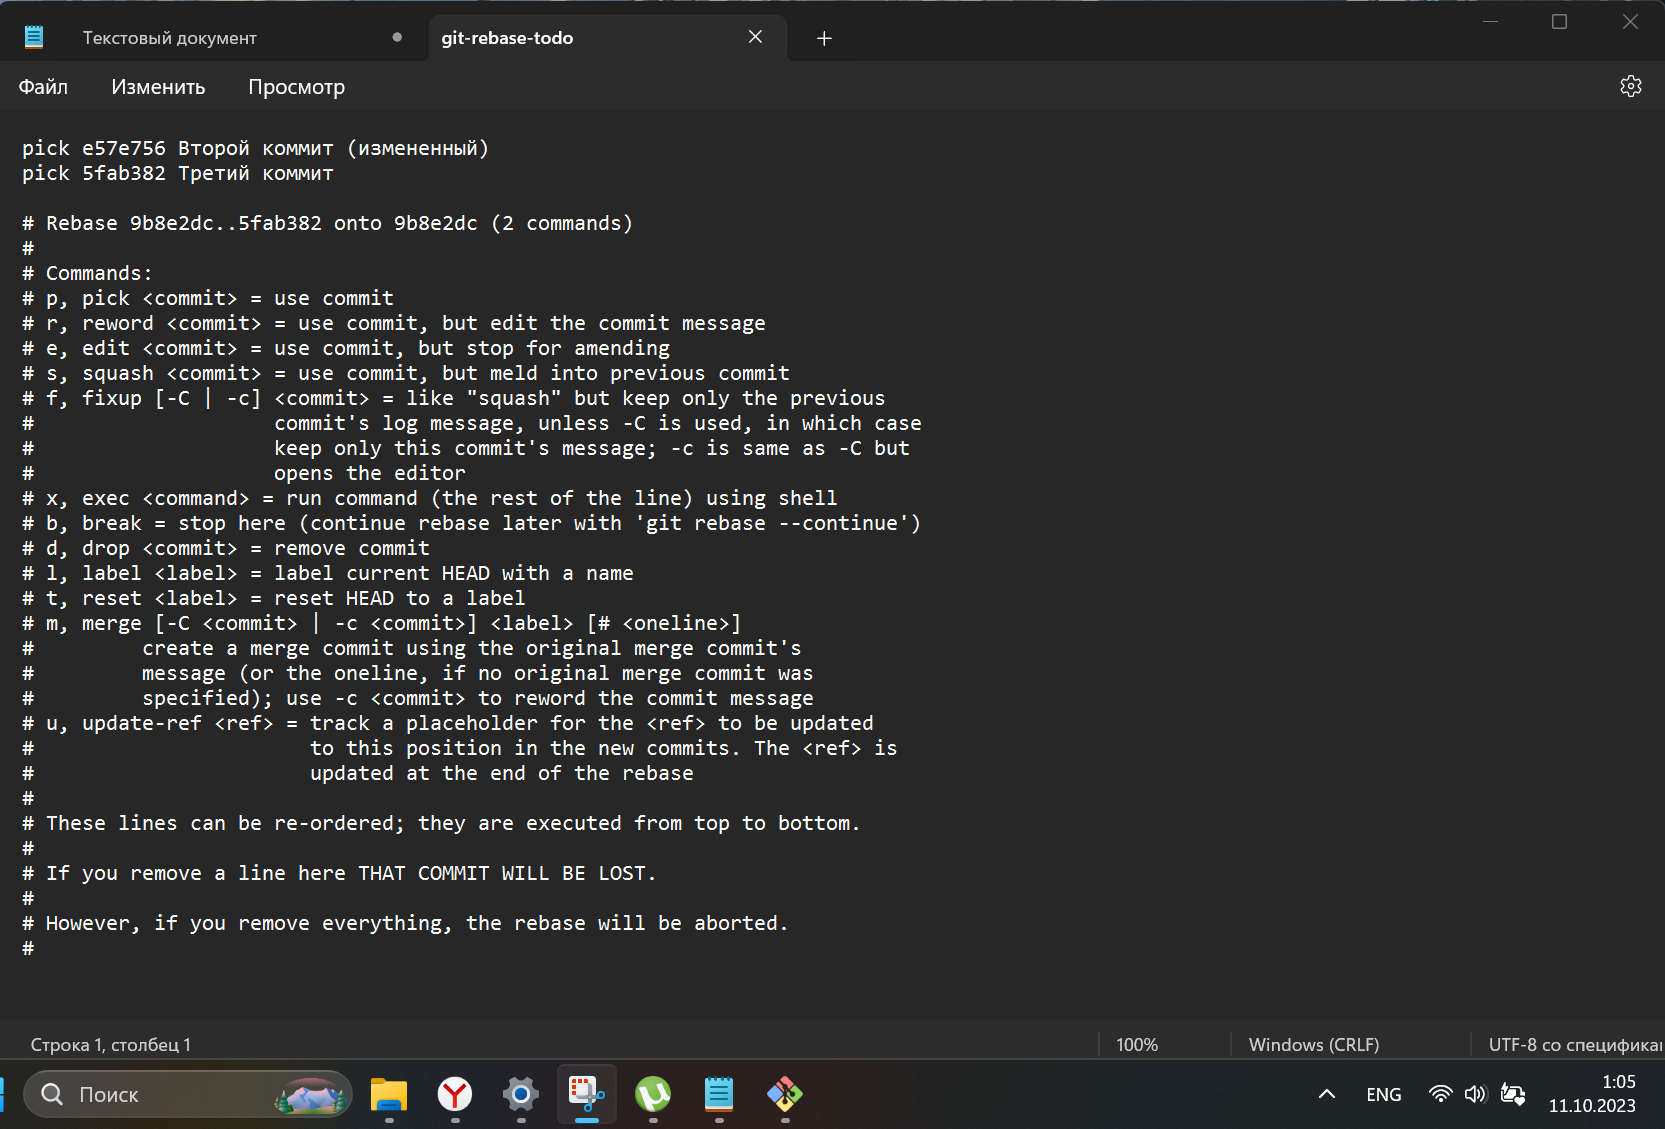 Текстовый документ
git-rebase-todo
Файл Изменить Просмотр
pick e57e756 Второй коммит (измененный)
pick 5fab382 Третий коммит
# Rebase 9b8e2dc..5fab382 onto 9b8e2dc (2 commands)
#
# Commands:
# p, pick <commit> = use commit
# r, reword <commit> = use commit, but edit the commit message
# e, edit <commit> = use commit, but stop for amending
# s, squash <commit> = use commit, but meld into previous commit
# f, fixup [-C | -c] <commit> = like "squash" but keep only the previous
#                    commit's log message, unless -C is used, in which case
#                    keep only this commit's message; -c is same as -C but
#                    opens the editor
# x, exec <command> = run command (the rest of the line) using shell
# b, break = stop here (continue rebase later with 'git rebase --continue')
# d, drop <commit> = remove commit
# l, label <label> = label current HEAD with a name
# t, reset <label> = reset HEAD to a label
# m, merge [-C <commit> | -c <commit>] <label> [# <oneline>]
#         create a merge commit using the original merge commit's
#         message (or the oneline, if no original merge commit was
#         specified); use -c <commit> to reword the commit message
# u, update-ref <ref> = track a placeholder for the <ref> to be updated
#                       to this position in the new commits. The <ref> is
#                       updated at the end of the rebase
#
# These lines can be re-ordered; they are executed from top to bottom.
#
# If you remove a line here THAT COMMIT WILL BE LOST.
#
# However, if you remove everything, the rebase will be aborted.
#
Строка 1, столбец 1 100% Windows (CRLF) UTF-8 со специфика
Поиск
ENG
1:05
11.10.2023